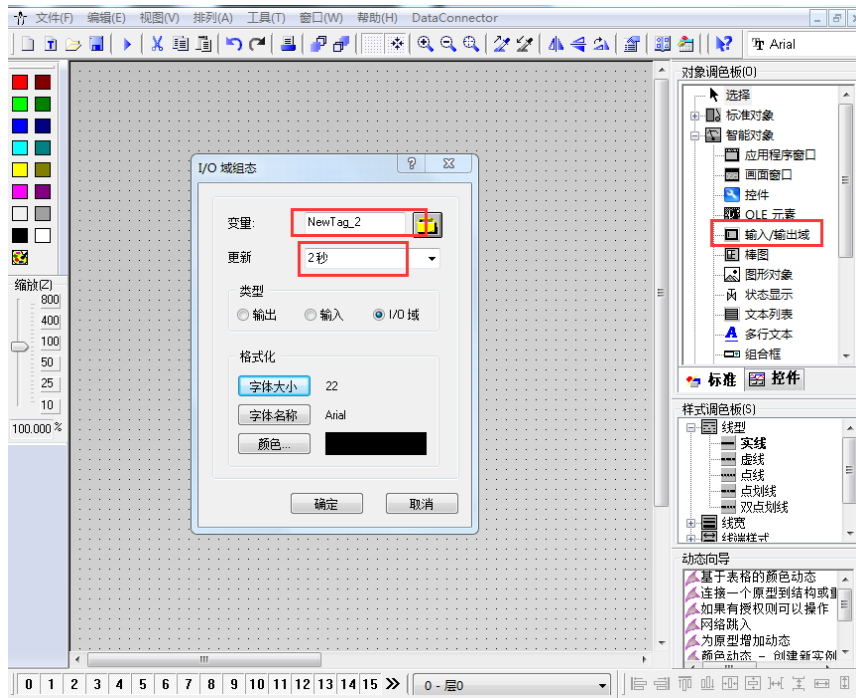 文件(F) 编辑(E) 视图(V) 排列(A) 工具(T) 窗口(W) 帮助(H) DataConnector
Arial
缩放(Z)
800
400
100
50
25
10
100.000 %
I/O 域组态
变量: NewTag_2
更新 2秒
类型
输出 输入 I/O 域
格式化
字体大小 22
字体名称 Arial
颜色...
确定 取消
对象调色板(O)
选择
标准对象
智能对象
应用程序窗口
画面窗口
控件
OLE 元素
输入/输出域
棒图
图形对象
状态显示
文本列表
多行文本
组合框
标准 控件
样式调色板(S)
线型
实线
虚线
点线
点划线
双点划线
线宽
线端样式
动态向导
基于表格的颜色动态
连接一个原型到结构或重
如果有授权则可以操作
网络跳入
为原型增加动态
颜色动态 - 创建新实例
0 1 2 3 4 5 6 7 8 9 10 11 12 13 14 15 0 - 层0